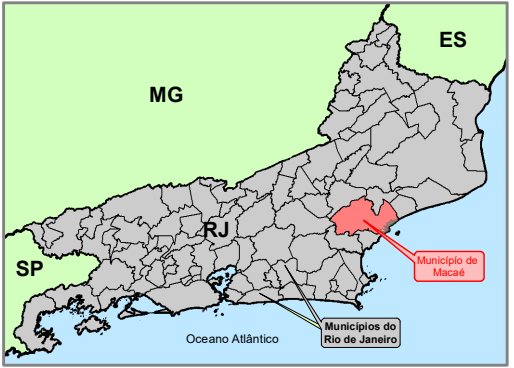 ES
MG
RJ
SP
Município de
Macaé
Municípios do
Rio de Janeiro
Oceano Atlântico